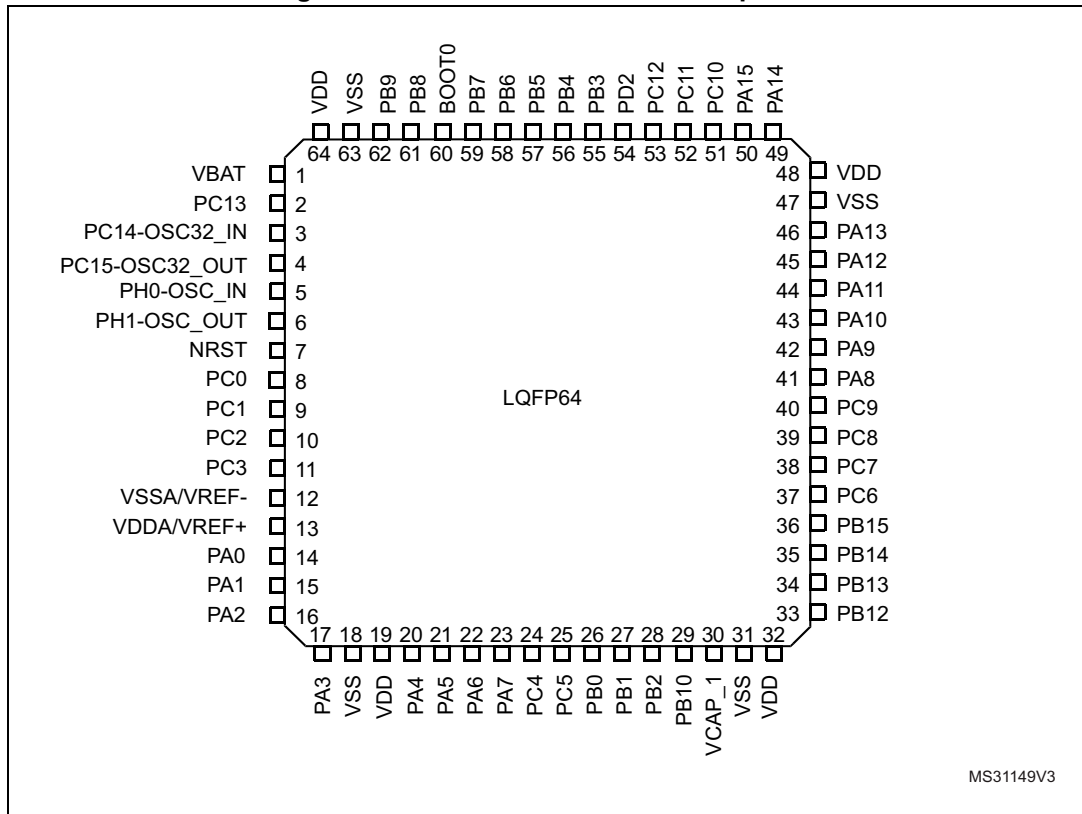 VDD VSS PB9 PB8 BOOT0 PB7 PB6 PB5 PB4 PB3 PD2 PC12 PC11 PC10 PA15 PA14
64 63 62 61 60 59 58 57 56 55 54 53 52 51 50 49
VBAT 1 48 VDD
PC13 2 47 VSS
PC14-OSC32_IN 3 46 PA13
PC15-OSC32_OUT 4 45 PA12
PH0-OSC_IN 5 44 PA11
PH1-OSC_OUT 6 43 PA10
NRST 7 42 PA9
PC0 8 41 PA8
LQFP64
PC1 9 40 PC9
PC2 10 39 PC8
PC3 11 38 PC7
VSSA/VREF- 12 37 PC6
VDDA/VREF+ 13 36 PB15
PA0 14 35 PB14
PA1 15 34 PB13
PA2 16 33 PB12
17 18 19 20 21 22 23 24 25 26 27 28 29 30 31 32
PA3 VSS VDD PA4 PA5 PA6 PA7 PC4 PC5 PB0 PB1 PB2 PB10 VCAP_1 VSS VDD
MS31149V3